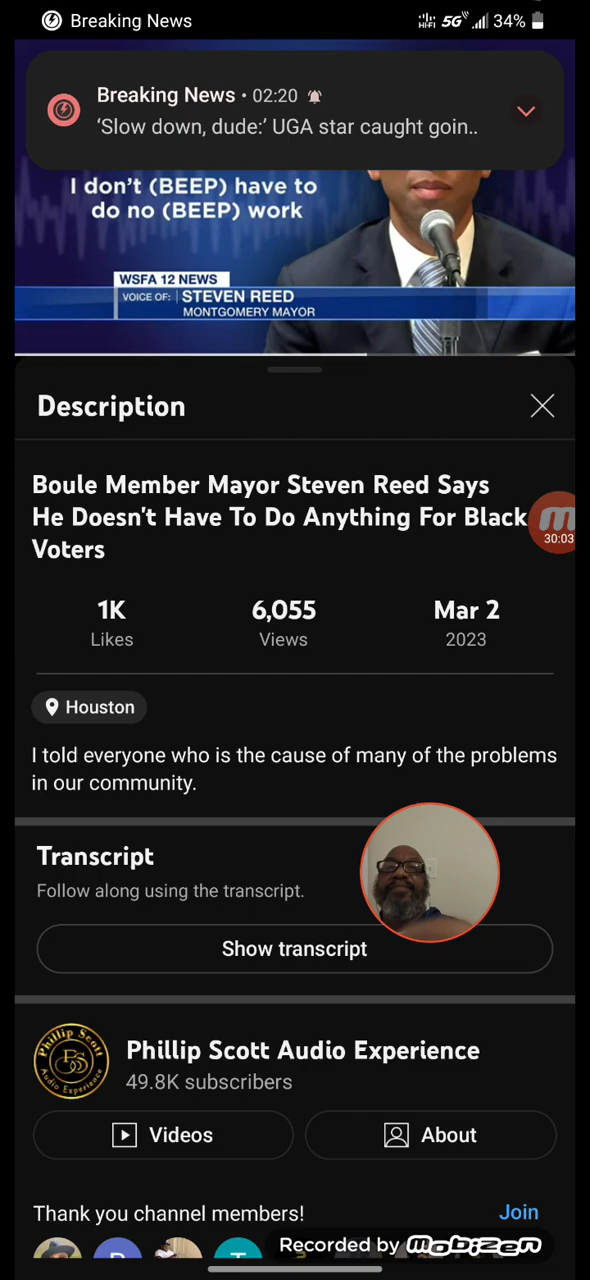 Breaking News
5G 34%
Breaking News • 02:20
‘Slow down, dude:’ UGA star caught goin..
I don't (BEEP) have to
do no (BEEP) work
WSFA 12 NEWS
VOICE OF: STEVEN REED
MONTGOMERY MAYOR
Description
Boule Member Mayor Steven Reed Says
He Doesn't Have To Do Anything For Black
Voters
30:03
1K 6,055 Mar 2
Likes Views 2023
Houston
I told everyone who is the cause of many of the problems
in our community.
Transcript
Follow along using the transcript.
Show transcript
Phillip Scott
Audio Experience
Phillip Scott Audio Experience
49.8K subscribers
Videos About
Thank you channel members! Join
Recorded by mobizen